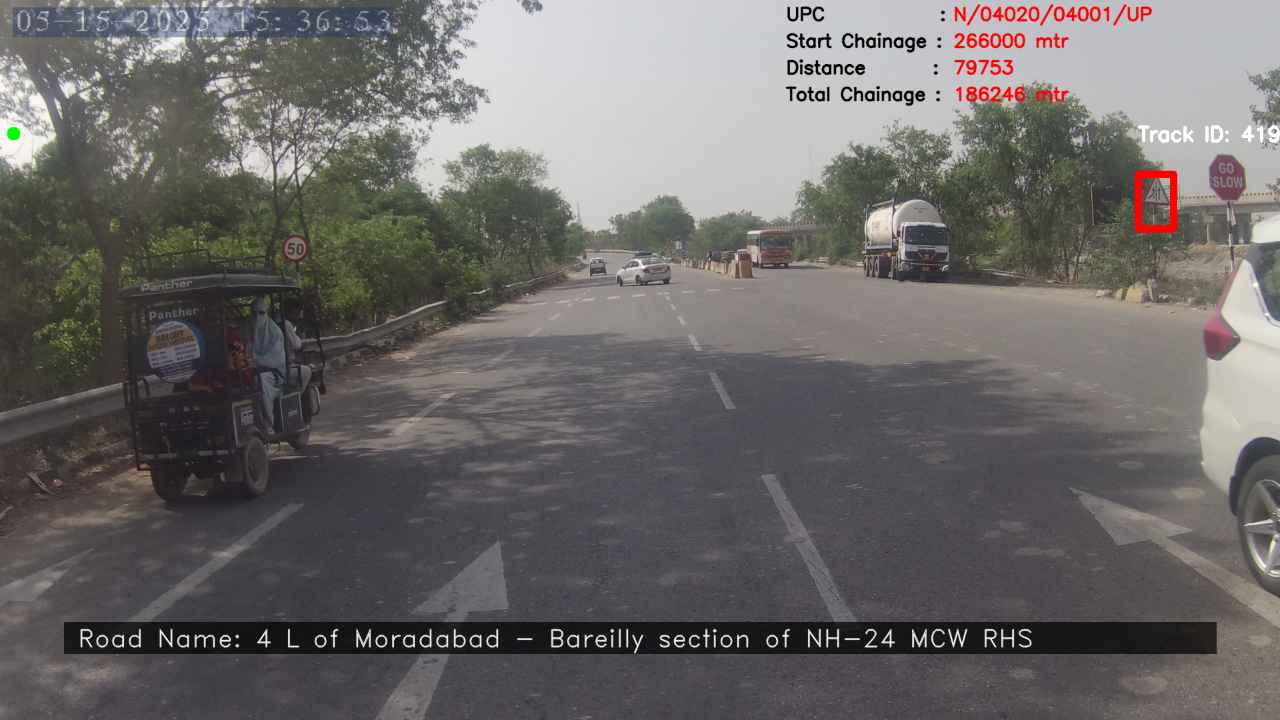 05-15-2025 15:36:53
UPC : N/04020/04001/UP
Start Chainage : 266000 mtr
Distance : 79753
Total Chainage : 186246 mtr
Track ID: 419
GO
SLOW
50
Panther
Panther
Road Name: 4 L of Moradabad - Bareilly section of NH-24 MCW RHS